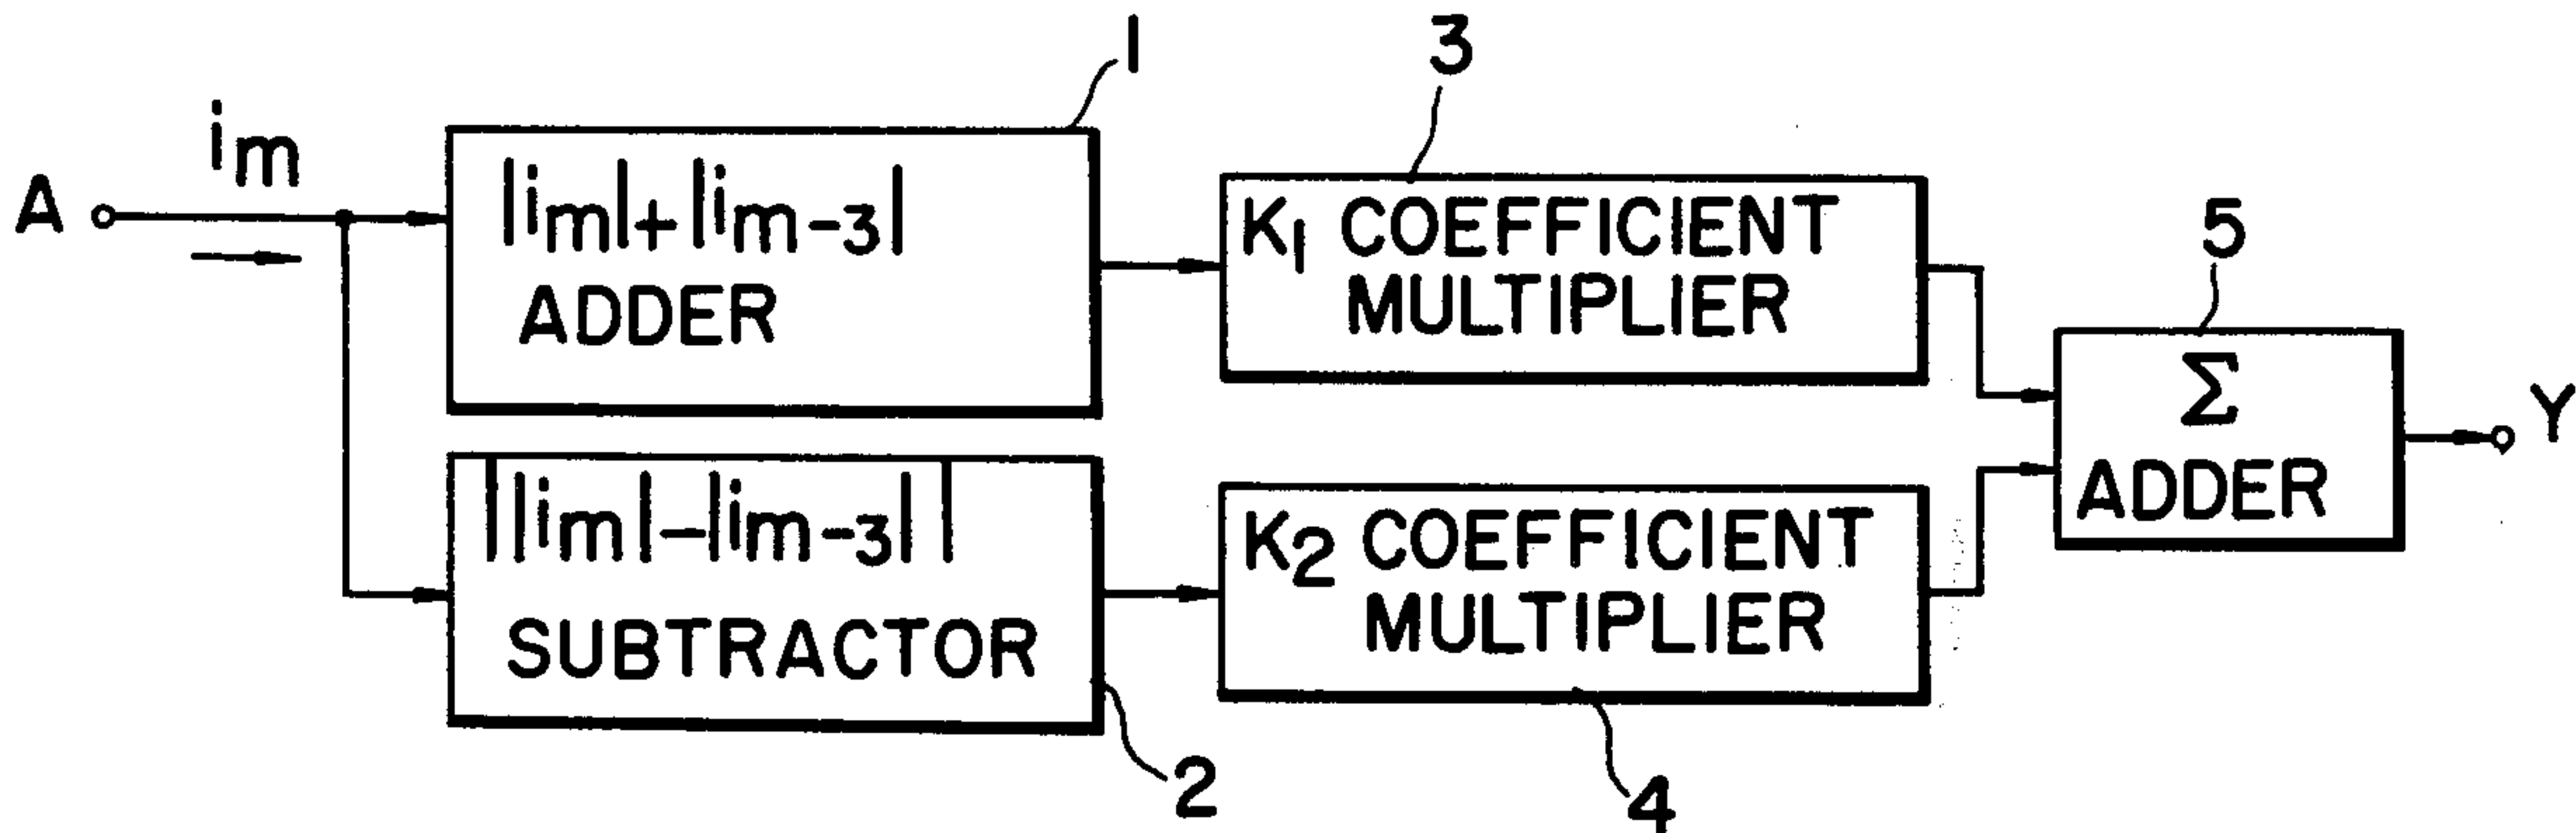 1
3
im
A
|im|+|im-3|
ADDER
K1 COEFFICIENT
MULTIPLIER
5
Σ
ADDER
Y
||im|-|im-3||
SUBTRACTOR
K2 COEFFICIENT
MULTIPLIER
2
4